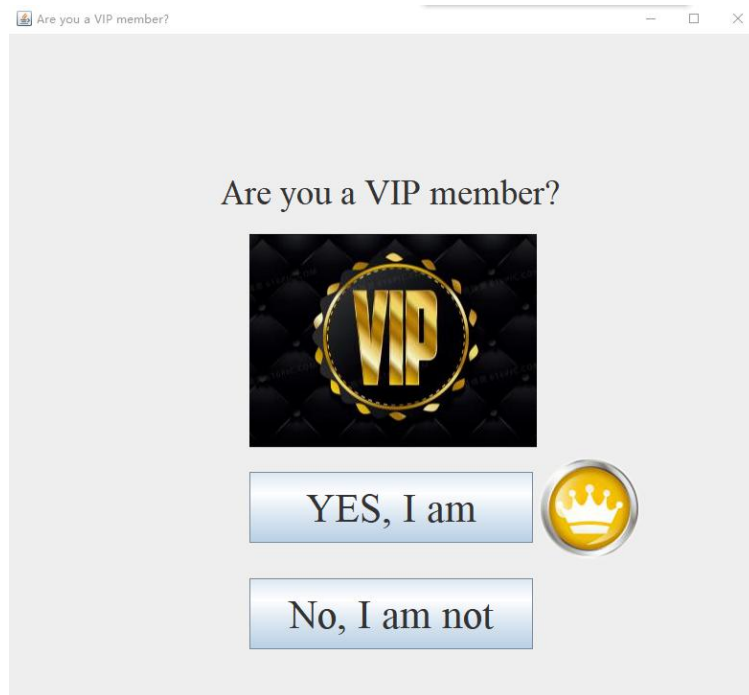 Are you a VIP member?
Are you a VIP member?
VIP
YES, I am
No, I am not